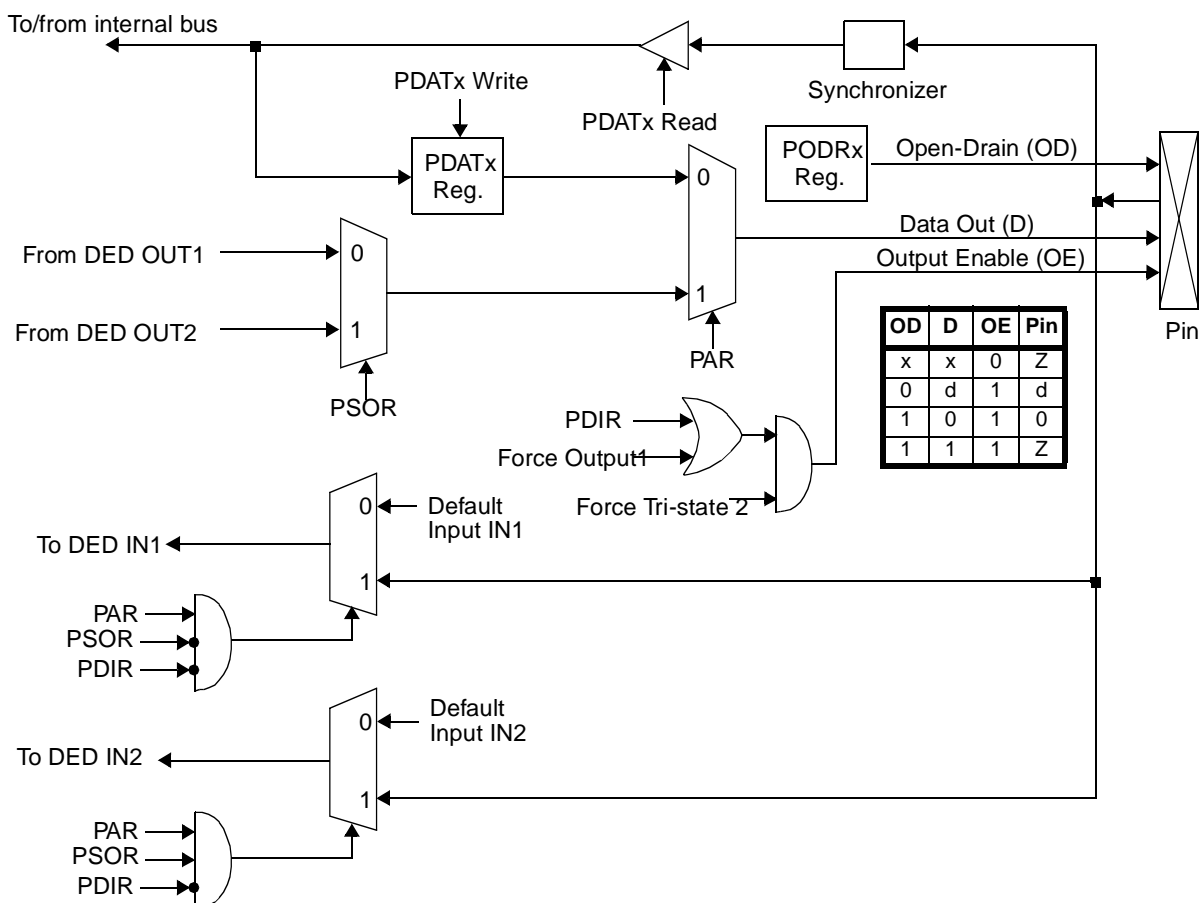 To/from internal bus
Synchronizer
PDATx Write
PDATx Read
PDATx
Reg.
PODRx
Reg.
Open-Drain (OD)
0
Data Out (D)
Output Enable (OE)
From DED OUT1
0
1
From DED OUT2
1
PSOR
PAR
Pin
OD D OE Pin
x x 0 Z
0 d 1 d
1 0 1 0
1 1 1 Z
PDIR
Force Output1
Force Tri-state 2
0
Default
Input IN1
To DED IN1
1
PAR
PSOR
PDIR
0
Default
Input IN2
To DED IN2
1
PAR
PSOR
PDIR